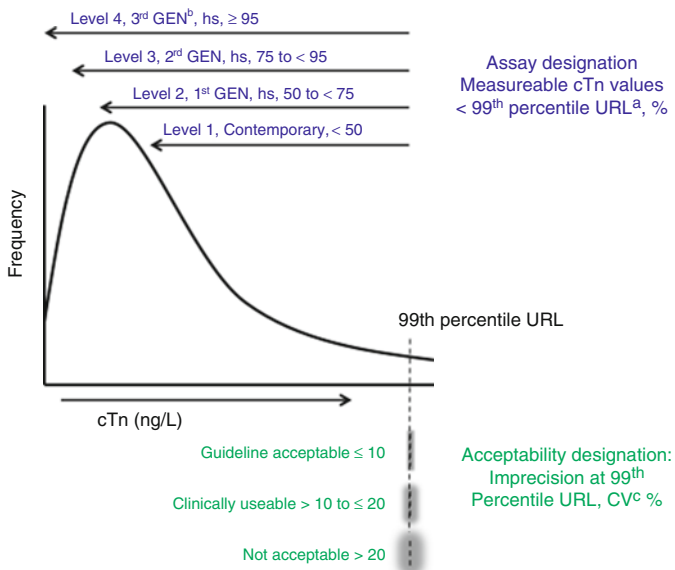 Level 4, 3rd GENb, hs, ≥ 95
Level 3, 2rd GEN, hs, 75 to < 95
Level 2, 1st GEN, hs, 50 to < 75
Level 1, Contemporary, < 50
Assay designation
Measureable cTn values
< 99th percentile URLa, %
Frequency
99th percentile URL
cTn (ng/L)
Guideline acceptable ≤ 10
Clinically useable > 10 to ≤ 20
Not acceptable > 20
Acceptability designation:
Imprecision at 99th
Percentile URL, CVc %